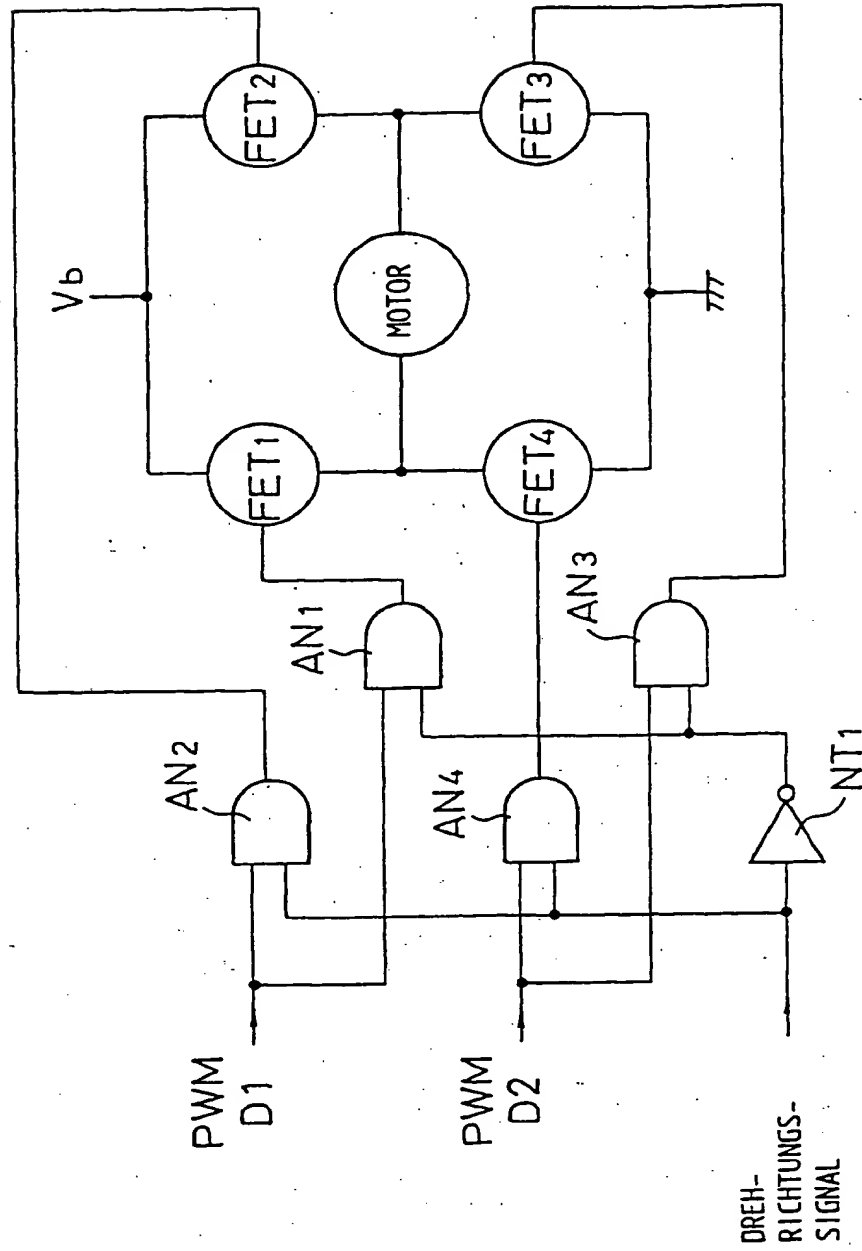 Vb
FET2
FET1
MOTOR
FET3
FET4
AN1
AN2
AN3
AN4
NT1
PWM
D1
PWM
D2
DREH-
RICHTUNGS-
SIGNAL